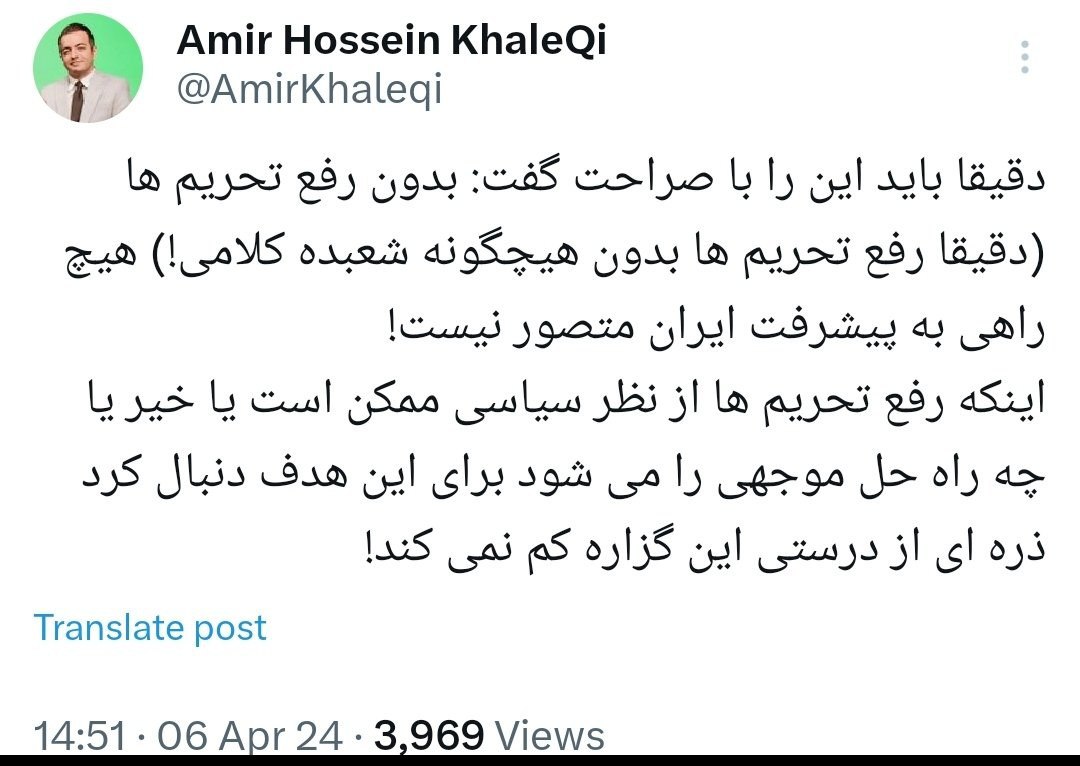 Amir Hossein KhaleQi
@AmirKhaleqi
دقیقا باید این را با صراحت گفت: بدون رفع تحریم ها
(دقیقا رفع تحریم ها بدون هیچگونه شعبده کلامی!) هیچ
راهی به پیشرفت ایران متصور نیست!
اینکه رفع تحریم ها از نظر سیاسی ممکن است یا خیر یا
چه راه حل موجهی را می شود برای این هدف دنبال کرد
ذره ای از درستی این گزاره کم نمی کند!
Translate post
14:51 · 06 Apr 24 · 3,969 Views